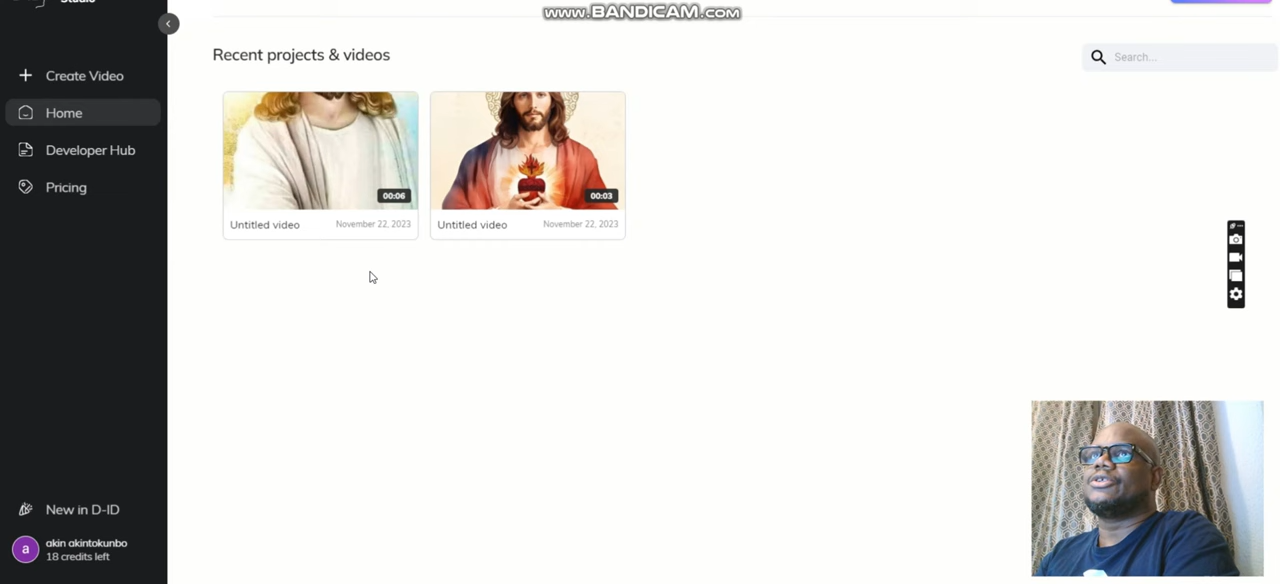 Studio
www.BANDICAM.com
Recent projects & videos
Search...
Create Video
Home
Developer Hub
Pricing
00:06
00:03
Untitled video November 22, 2023
Untitled video November 22, 2023
New in D-ID
a
akin akintokunbo
18 credits left